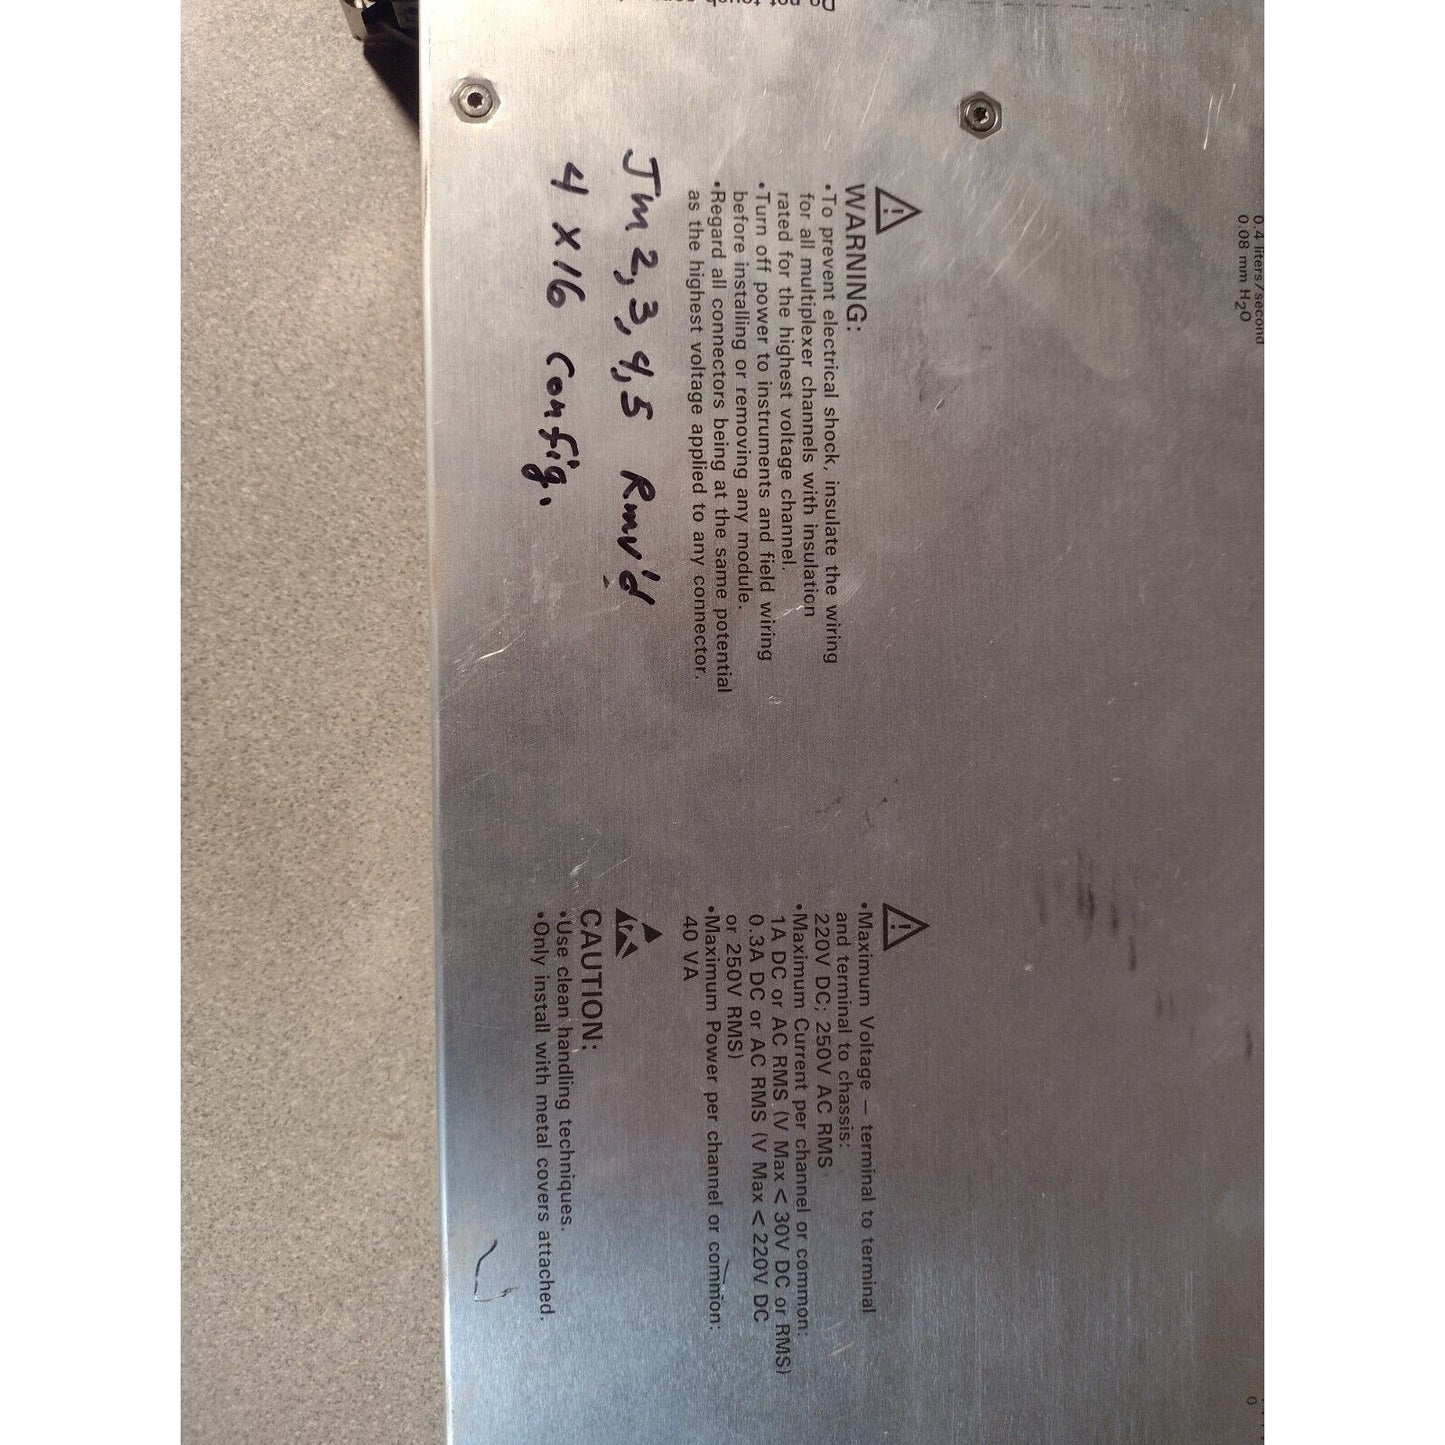 0.4 liters/second
0.08 mm H2O
WARNING:
•To prevent electrical shock, insulate the wiring
for all multiplexer channels with insulation
rated for the highest voltage channel.
•Turn off power to instruments and field wiring
before installing or removing any module.
•Regard all connectors being at the same potential
as the highest voltage applied to any connector.
Jm 2, 3, 4, 5 Rmv'd
4 x 16 Config.
•Maximum Voltage – terminal to terminal
and terminal to chassis:
220V DC; 250V AC RMS
•Maximum Current per channel or common:
1A DC or AC RMS (V Max < 30V DC or RMS)
0.3A DC or AC RMS (V Max < 220V DC
or 250V RMS)
•Maximum Power per channel or common:
40 VA
CAUTION:
•Use clean handling techniques.
•Only install with metal covers attached.
Do not touch
0